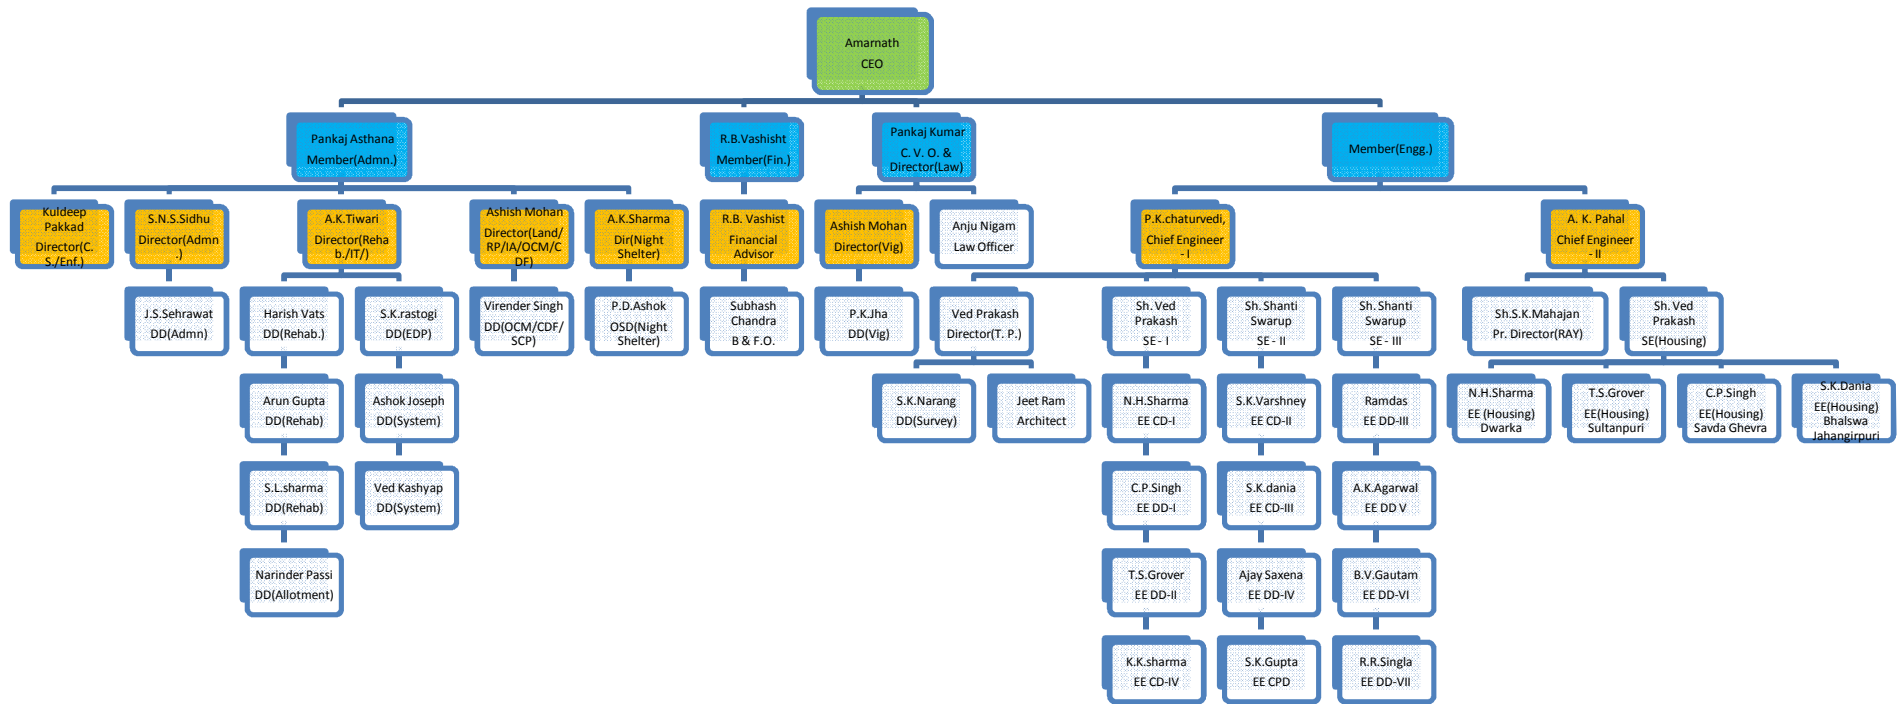 Amarnath
CEO
Pankaj Asthana
Member(Admn.)
R.B.Vashisht
Member(Fin.)
Pankaj Kumar
C. V. O. &
Director(Law)
Member(Engg.)
Kuldeep
Pakkad
Director(C.
S./Enf.)
S.N.S.Sidhu
Director(Admn
.)
A.K.Tiwari
Director(Reha
b./IT/)
Ashish Mohan
Director(Land/
RP/IA/OCM/C
DF)
A.K.Sharma
Dir(Night
Shelter)
R.B. Vashist
Financial
Advisor
Ashish Mohan
Director(Vig)
Anju Nigam
Law Officer
P.K.chaturvedi,
Chief Engineer
- I
A. K. Pahal
Chief Engineer
- II
J.S.Sehrawat
DD(Admn)
Harish Vats
DD(Rehab.)
S.K.rastogi
DD(EDP)
Virender Singh
DD(OCM/CDF/
SCP)
P.D.Ashok
OSD(Night
Shelter)
Subhash
Chandra
B & F.O.
P.K.Jha
DD(Vig)
Ved Prakash
Director(T. P.)
Sh. Ved
Prakash
SE - I
Sh. Shanti
Swarup
SE - II
Sh. Shanti
Swarup
SE - III
Sh.S.K.Mahajan
Pr. Director(RAY)
Sh. Ved
Prakash
SE(Housing)
Arun Gupta
DD(Rehab)
Ashok Joseph
DD(System)
S.K.Narang
DD(Survey)
Jeet Ram
Architect
N.H.Sharma
EE CD-I
S.K.Varshney
EE CD-II
Ramdas
EE DD-III
N.H.Sharma
EE (Housing)
Dwarka
T.S.Grover
EE(Housing)
Sultanpuri
C.P.Singh
EE(Housing)
Savda Ghevra
S.K.Dania
EE(Housing)
Bhalswa
Jahangirpuri
S.L.sharma
DD(Rehab)
Ved Kashyap
DD(System)
C.P.Singh
EE DD-I
S.K.dania
EE CD-III
A.K.Agarwal
EE DD V
Narinder Passi
DD(Allotment)
T.S.Grover
EE DD-II
Ajay Saxena
EE DD-IV
B.V.Gautam
EE DD-VI
K.K.sharma
EE CD-IV
S.K.Gupta
EE CPD
R.R.Singla
EE DD-VII